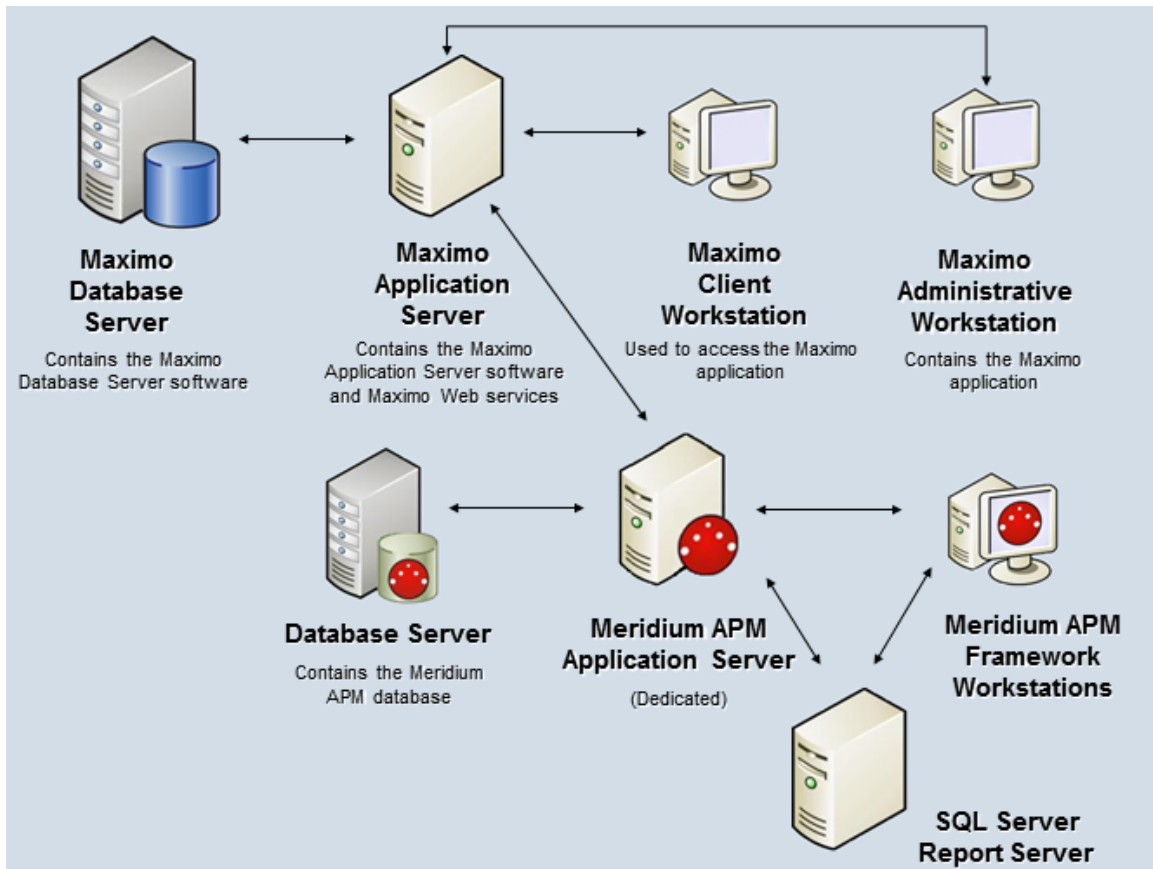 Maximo
Database
Server
Contains the Maximo
Database Server software
Maximo
Application
Server
Contains the Maximo
Application Server software
and Maximo Web services
Maximo
Client
Workstation
Used to access the Maximo
application
Maximo
Administrative
Workstation
Contains the Maximo
application
Database Server
Contains the Meridium
APM database
Meridium APM
Application Server
(Dedicated)
Meridium APM
Framework
Workstations
SQL Server
Report Server